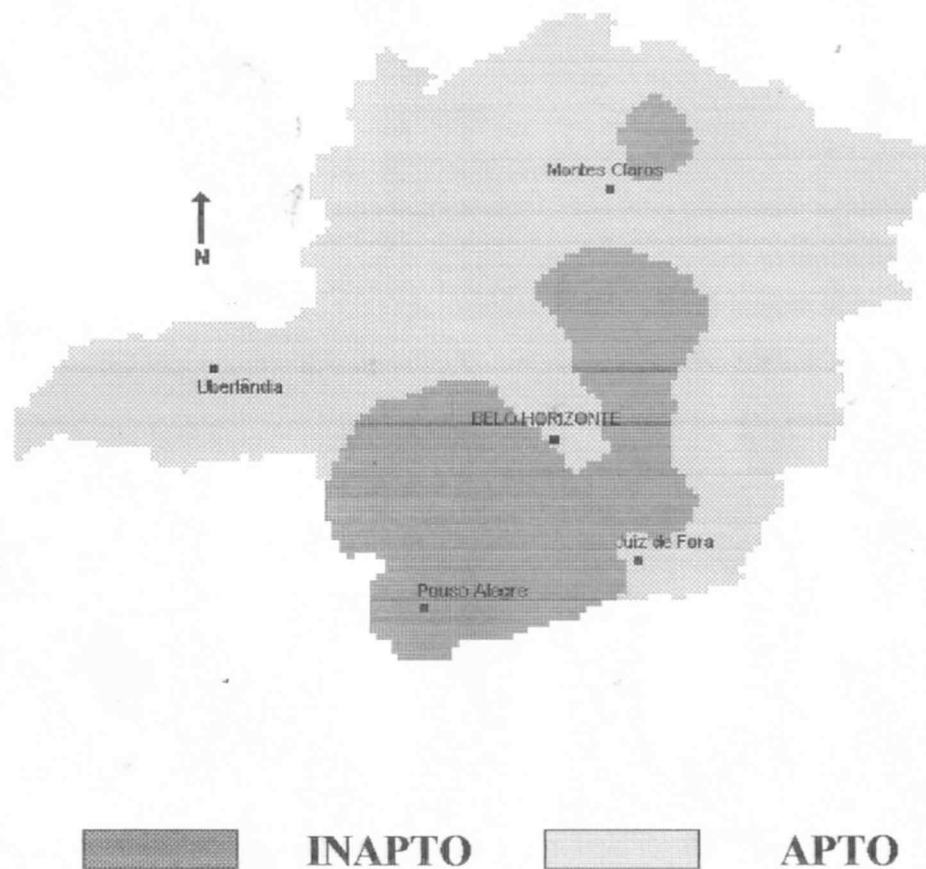 Montes Claros
N
Uberlândia
BELO HORIZONTE
Juiz de Fora
Pouso Alegre
INAPTO
APTO